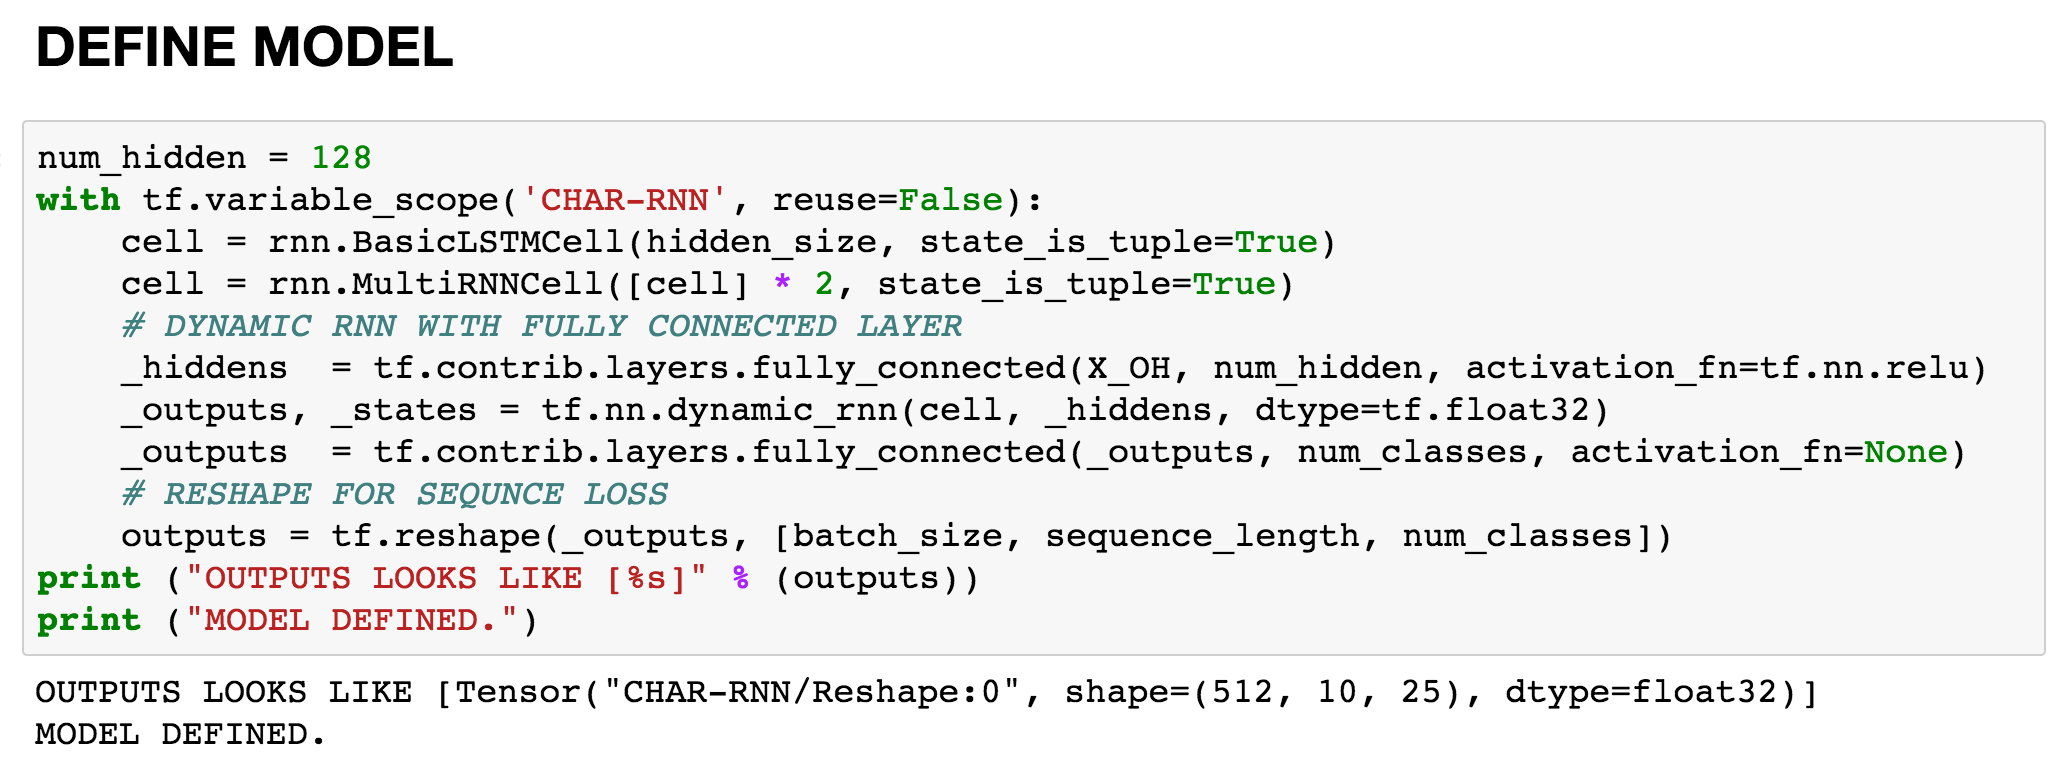 DEFINE MODEL
num_hidden = 128
with tf.variable_scope('CHAR-RNN', reuse=False):
    cell = rnn.BasicLSTMCell(hidden_size, state_is_tuple=True)
    cell = rnn.MultiRNNCell([cell] * 2, state_is_tuple=True)
    # DYNAMIC RNN WITH FULLY CONNECTED LAYER
    _hiddens  = tf.contrib.layers.fully_connected(X_OH, num_hidden, activation_fn=tf.nn.relu)
    _outputs, _states = tf.nn.dynamic_rnn(cell, _hiddens, dtype=tf.float32)
    _outputs  = tf.contrib.layers.fully_connected(_outputs, num_classes, activation_fn=None)
    # RESHAPE FOR SEQUNCE LOSS
    outputs = tf.reshape(_outputs, [batch_size, sequence_length, num_classes])
print ("OUTPUTS LOOKS LIKE [%s]" % (outputs))
print ("MODEL DEFINED.")
OUTPUTS LOOKS LIKE [Tensor("CHAR-RNN/Reshape:0", shape=(512, 10, 25), dtype=float32)]
MODEL DEFINED.